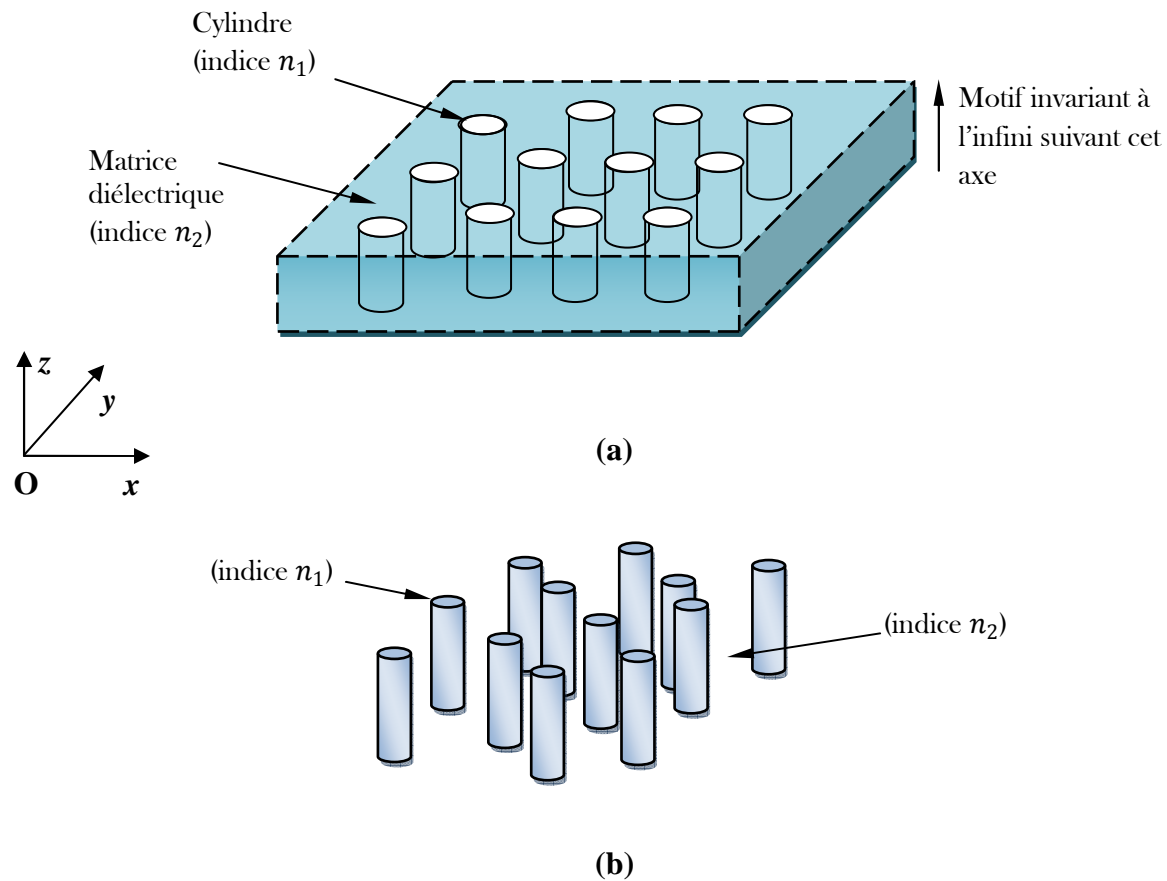 Cylindre
(indice n₁)
Matrice
diélectrique
(indice n₂)
Motif invariant à
l'infini suivant cet
axe
z
y
O
x
(a)
(indice n₁)
(indice n₂)
(b)